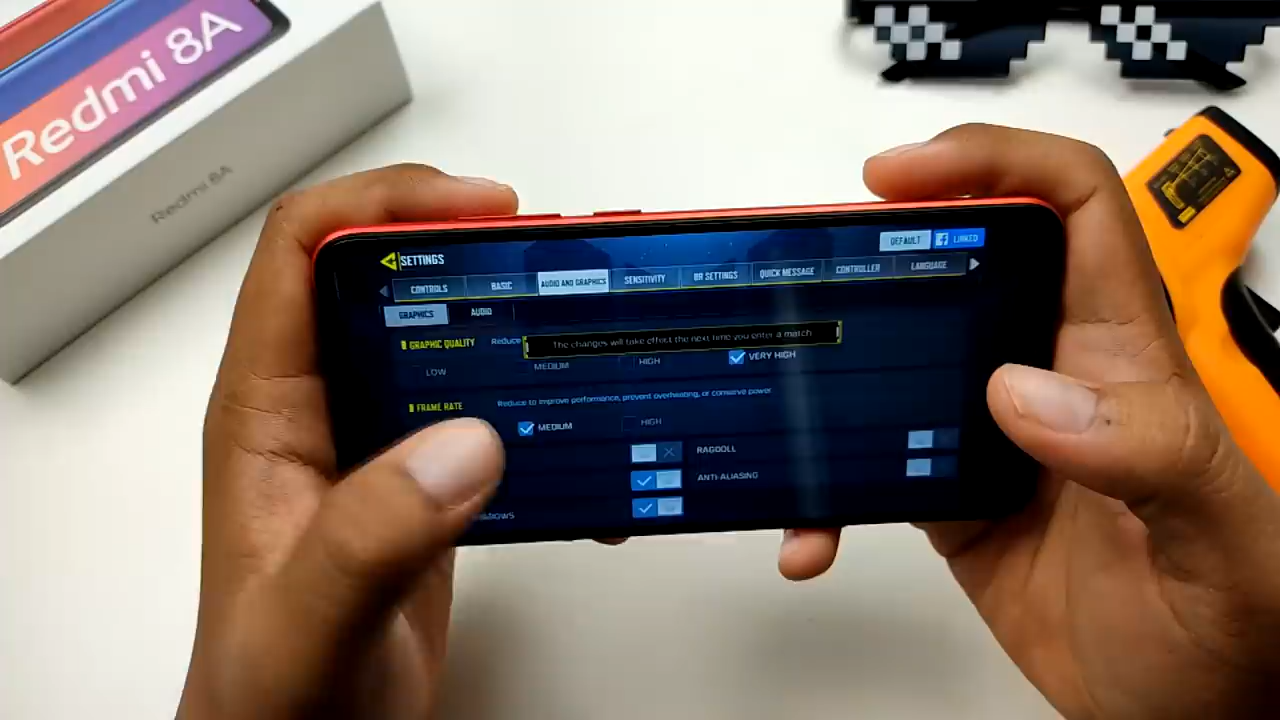 Redmi 8A
Redmi 8A
SETTINGS
DEFAULT
LINKED
CONTROLS
BASIC
AUDIO AND GRAPHICS
SENSITIVITY
BR SETTINGS
QUICK MESSAGE
CONTROLLER
LANGUAGE
GRAPHICS
AUDIO
GRAPHIC QUALITY
Reduce
The changes will take effect the next time you enter a match
LOW
MEDIUM
HIGH
VERY HIGH
FRAME RATE
Reduce to improve performance, prevent overheating, or conserve power
MEDIUM
HIGH
RAGDOLL
ANTI-ALIASING